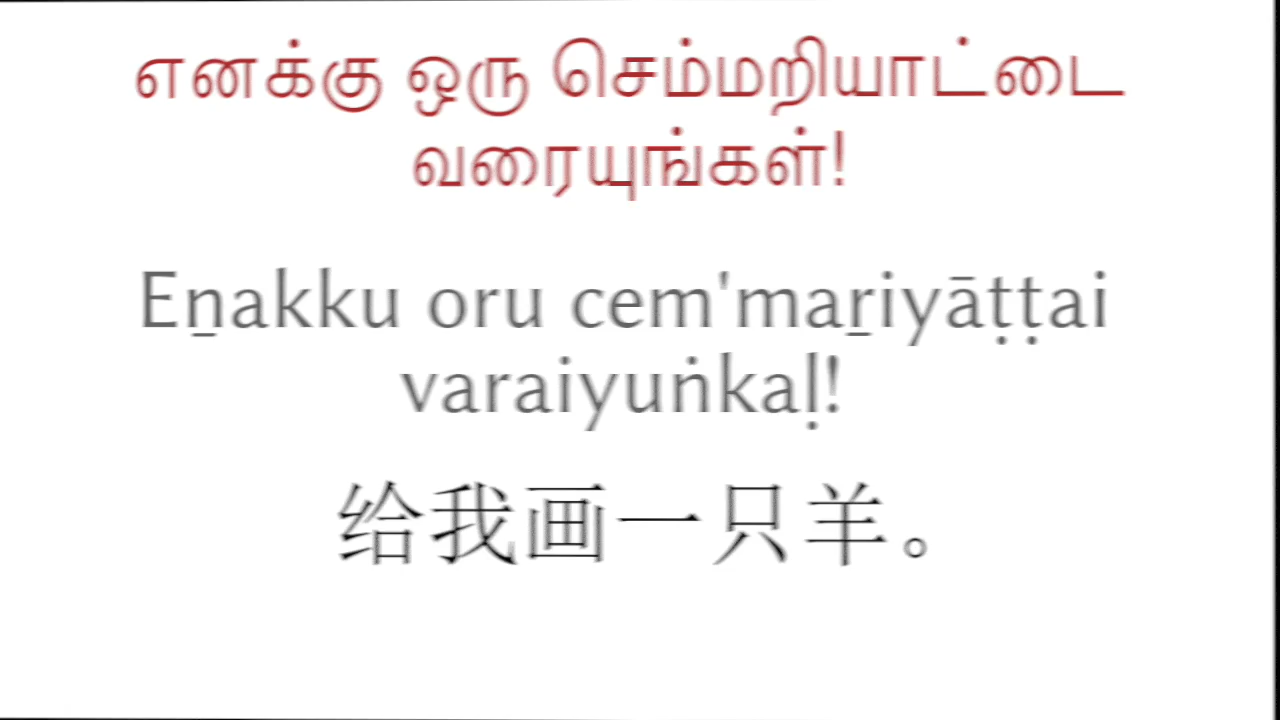 எனக்கு ஒரு செம்மறியாட்டை
வரையுங்கள்!
Eṉakku oru cem'maṟiyāṭṭai
varaiyuṅkaḷ!
给我画一只羊。